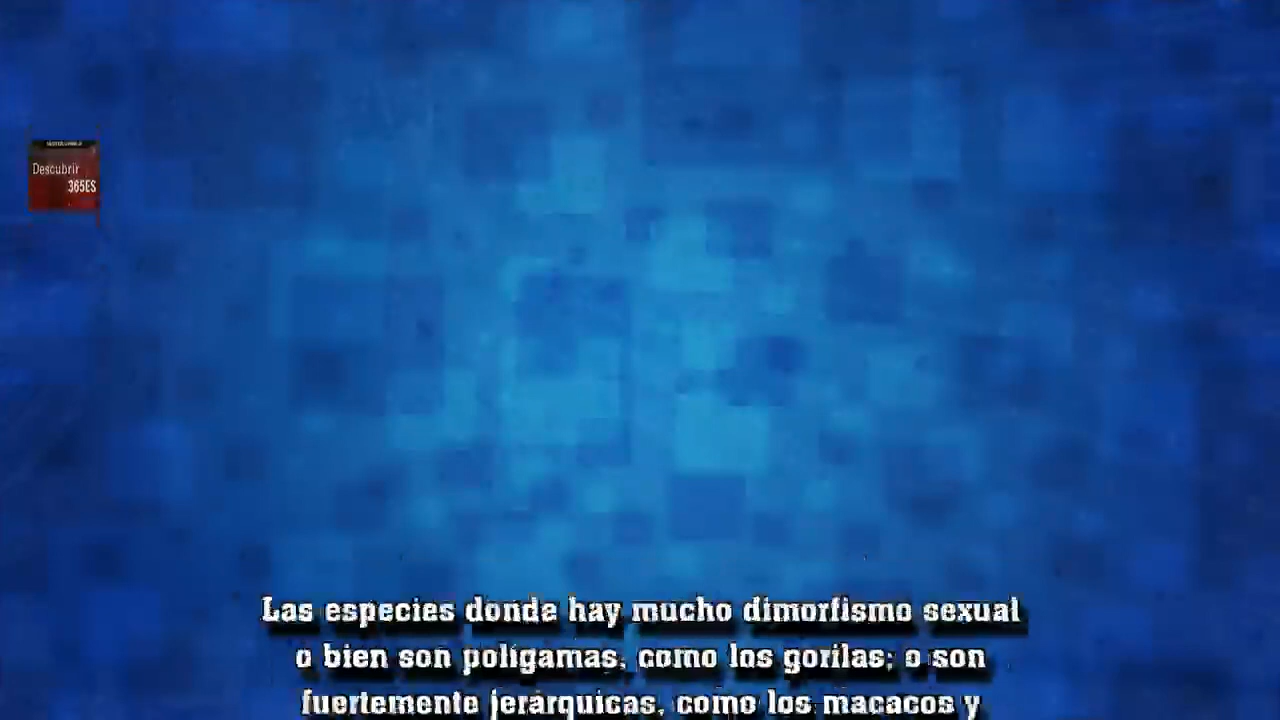 Descubrir
365ES
Las especies donde hay mucho dimorfismo sexual
o bien son polígamas, como los gorilas; o son
fuertemente jerárquicas, como los macacos y